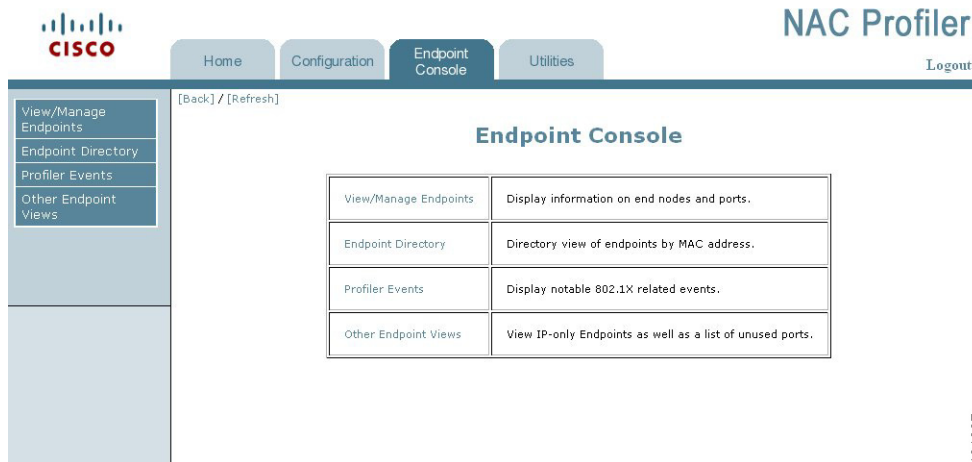 CISCO
NAC Profiler
Home
Configuration
Endpoint
Console
Utilities
Logout
View/Manage
Endpoints
Endpoint Directory
Profiler Events
Other Endpoint
Views
[Back] / [Refresh]
Endpoint Console
View/Manage Endpoints Display information on end nodes and ports.
Endpoint Directory Directory view of endpoints by MAC address.
Profiler Events Display notable 802.1X related events.
Other Endpoint Views View IP-only Endpoints as well as a list of unused ports.